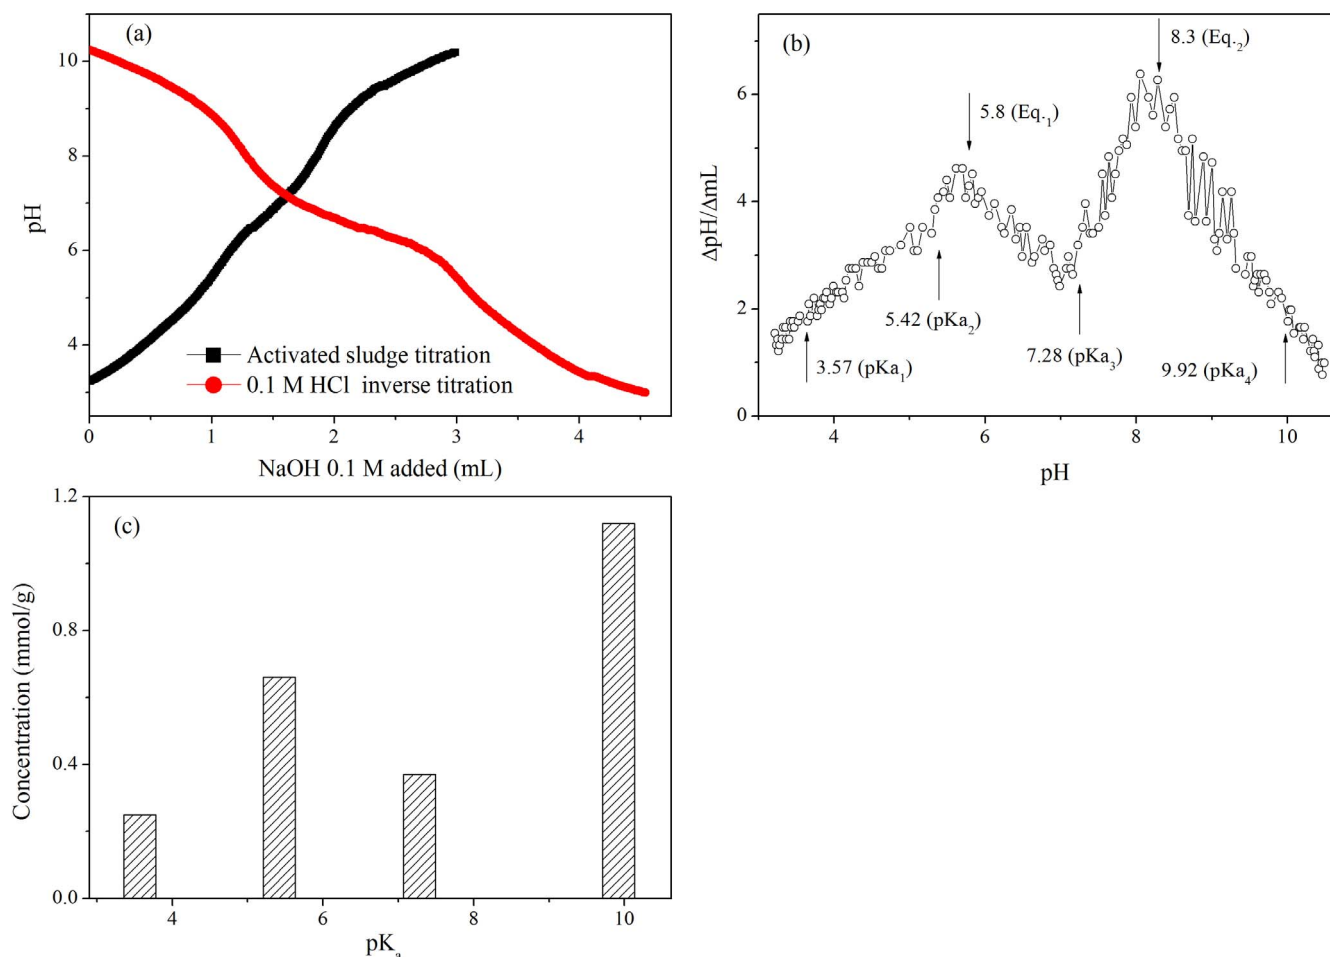 (a)
10
8
6
4
pH
Activated sludge titration
0.1 M HCl inverse titration
0
1
2
3
4
NaOH 0.1 M added (mL)
(b)
8.3 (Eq.₂)
5.8 (Eq.₁)
5.42 (pKa₂)
7.28 (pKa₃)
3.57 (pKa₁)
9.92 (pKa₄)
6
4
2
0
ΔpH/ΔmL
4
6
8
10
pH
(c)
1.2
0.8
0.4
0.0
Concentration (mmol/g)
4
6
8
10
pKₐ